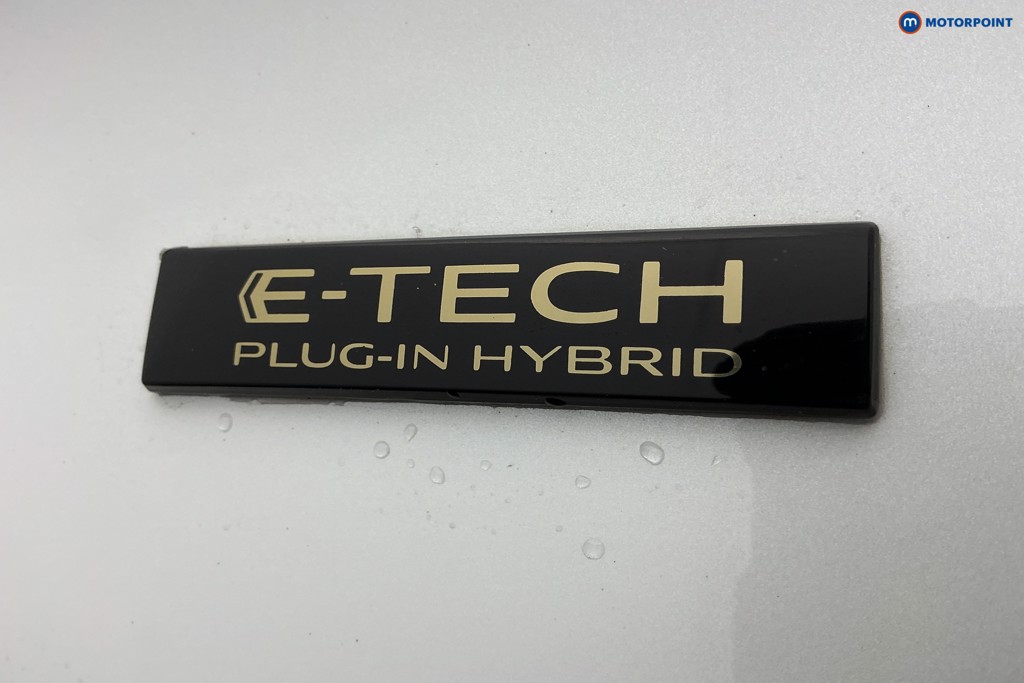 m MOTORPOINT
E-TECH
PLUG-IN HYBRID